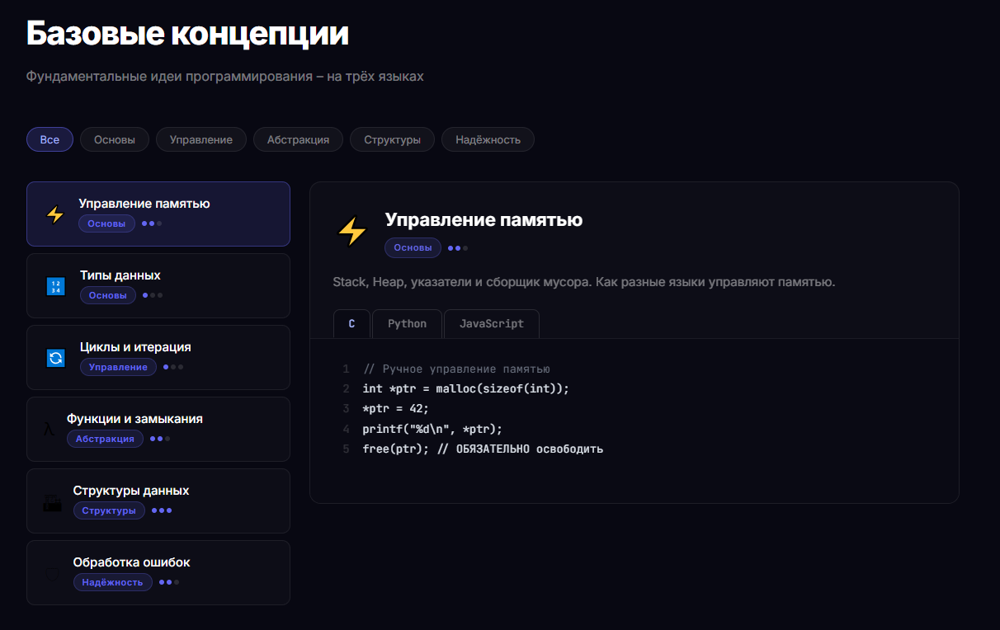 Базовые концепции
Фундаментальные идеи программирования – на трёх языках
Все Основы Управление Абстракция Структуры Надёжность
Управление памятью
Основы
1 2
3 4
Типы данных
Основы
Циклы и итерация
Управление
λ
Функции и замыкания
Абстракция
Структуры данных
Структуры
Обработка ошибок
Надёжность
Управление памятью
Основы
Stack, Heap, указатели и сборщик мусора. Как разные языки управляют памятью.
C Python JavaScript
1 // Ручное управление памятью
2 int *ptr = malloc(sizeof(int));
3 *ptr = 42;
4 printf("%d\n", *ptr);
5 free(ptr); // ОБЯЗАТЕЛЬНО освободить